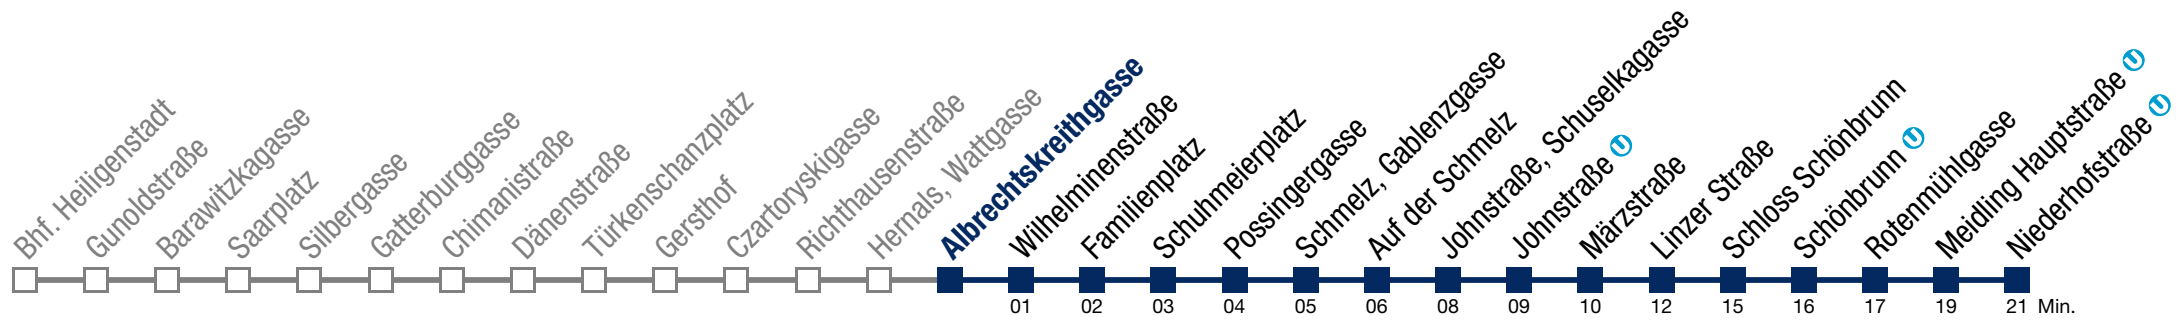 Bhf. Heiligenstadt
Gunoldstraße
Barawitzkagasse
Saarplatz
Silbergasse
Gatterburggasse
Chimanistraße
Dänenstraße
Türkenschanzplatz
Gersthof
Czartoryskigasse
Richthausenstraße
Hernals, Wattgasse
Albrechtskreithgasse
Wilhelminenstraße
Familienplatz
Schuhmeierplatz
Possingergasse
Schmelz, Gablenzgasse
Auf der Schmelz
Johnstraße, Schuselkagasse
Johnstraße U
Märzstraße
Linzer Straße
Schloss Schönbrunn
Schönbrunn U
Rotenmühlgasse
Meidling Hauptstraße U
Niederhofstraße U
01 02 03 04 05 06 08 09 10 12 15 16 17 19 21 Min.